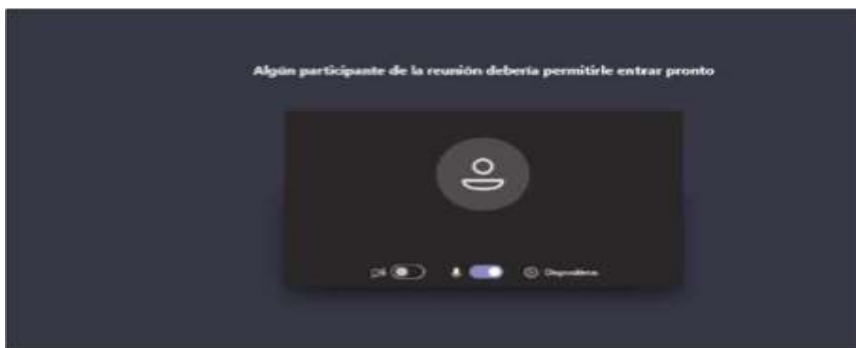 Algún participante de la reunión debería permitirle entrar pronto
Dispositivos